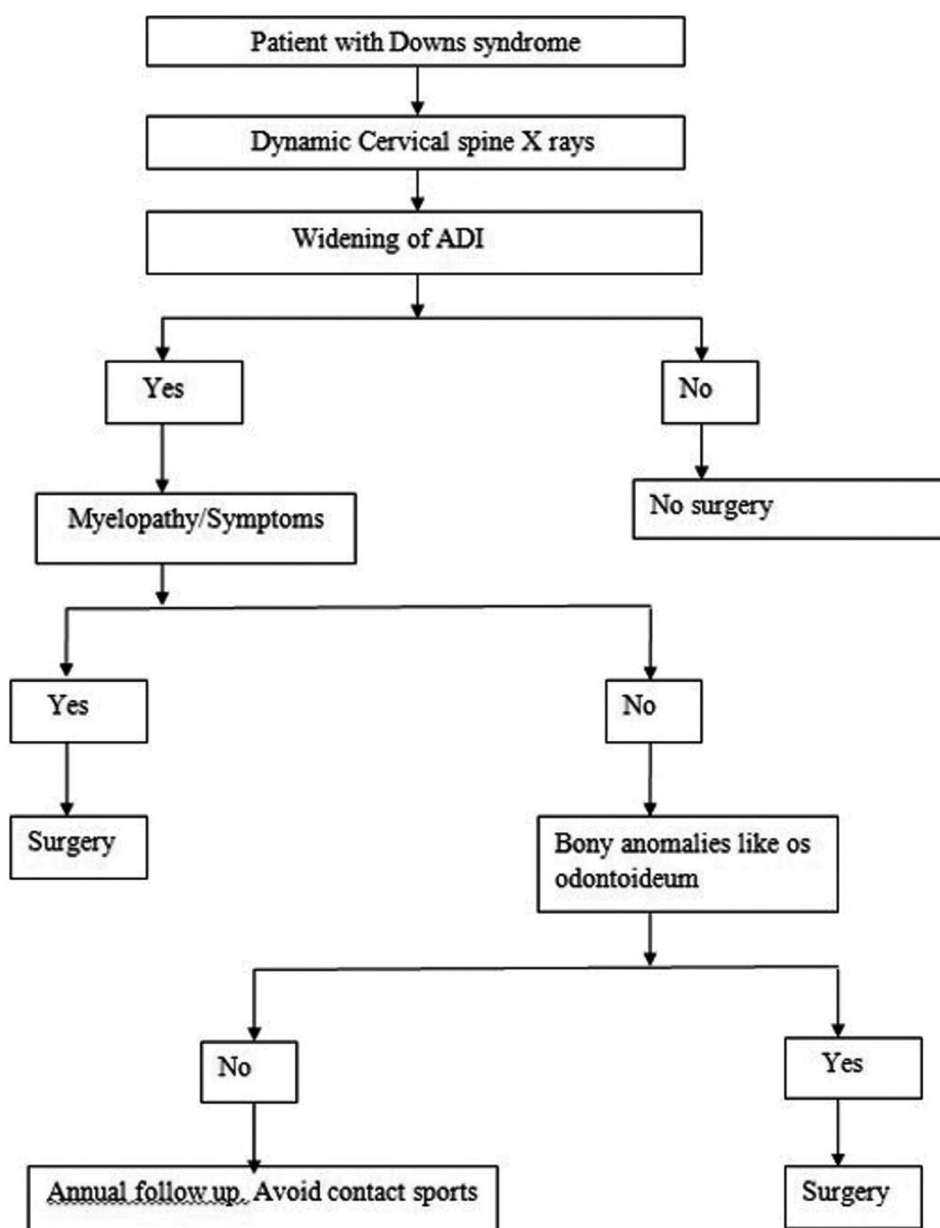 Patient with Downs syndrome
Dynamic Cervical spine X rays
Widening of ADI
Yes
No
Myelopathy/Symptoms
No surgery
Yes
No
Surgery
Bony anomalies like os
odontoideum
No
Yes
Annual follow up. Avoid contact sports
Surgery